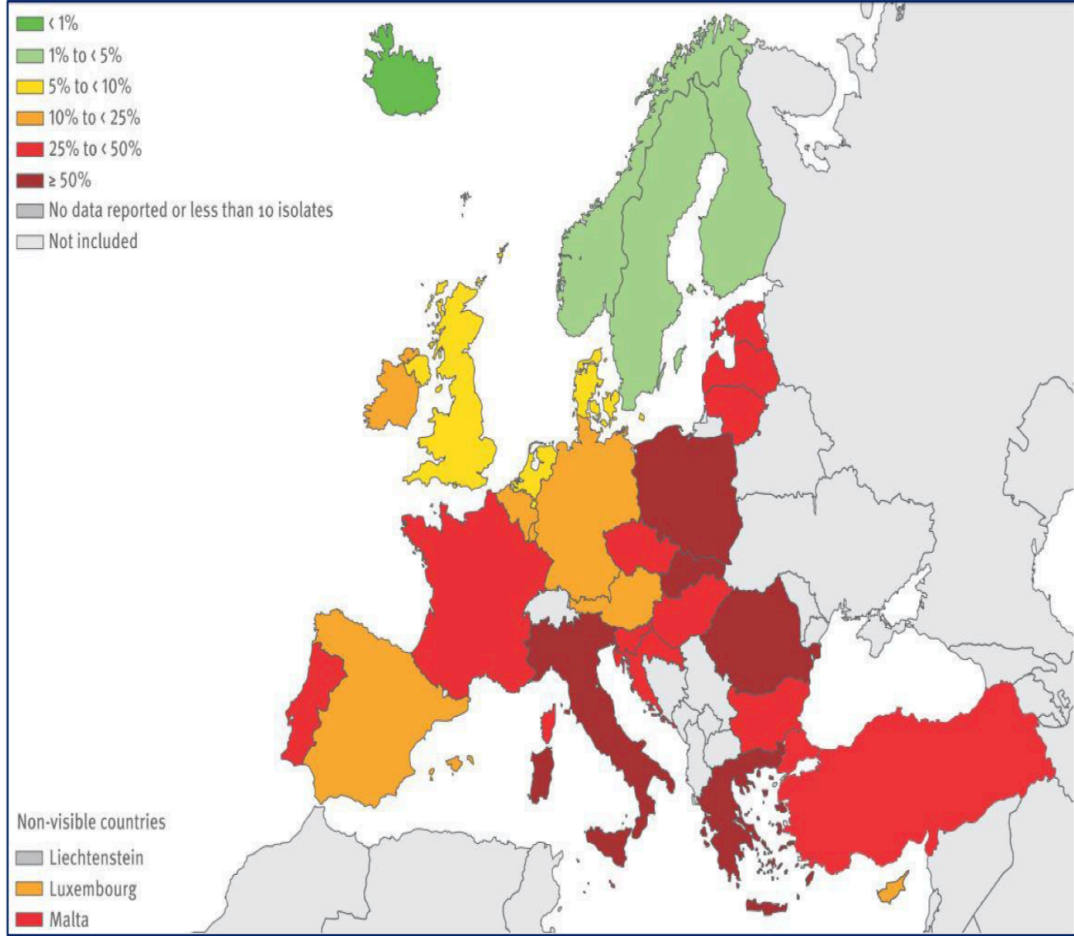 ‹ 1%
1% to ‹ 5%
5% to ‹ 10%
10% to ‹ 25%
25% to ‹ 50%
≥ 50%
No data reported or less than 10 isolates
Not included
Non-visible countries
Liechtenstein
Luxembourg
Malta